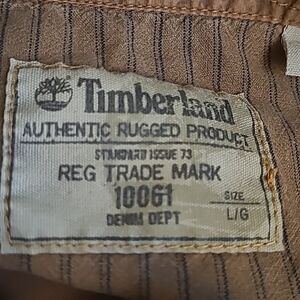 Timberland
AUTHENTIC RUGGED PRODUCT
STANDARD ISSUE 73
REG TRADE MARK
10061
SIZE
DENIM DEPT
L/G